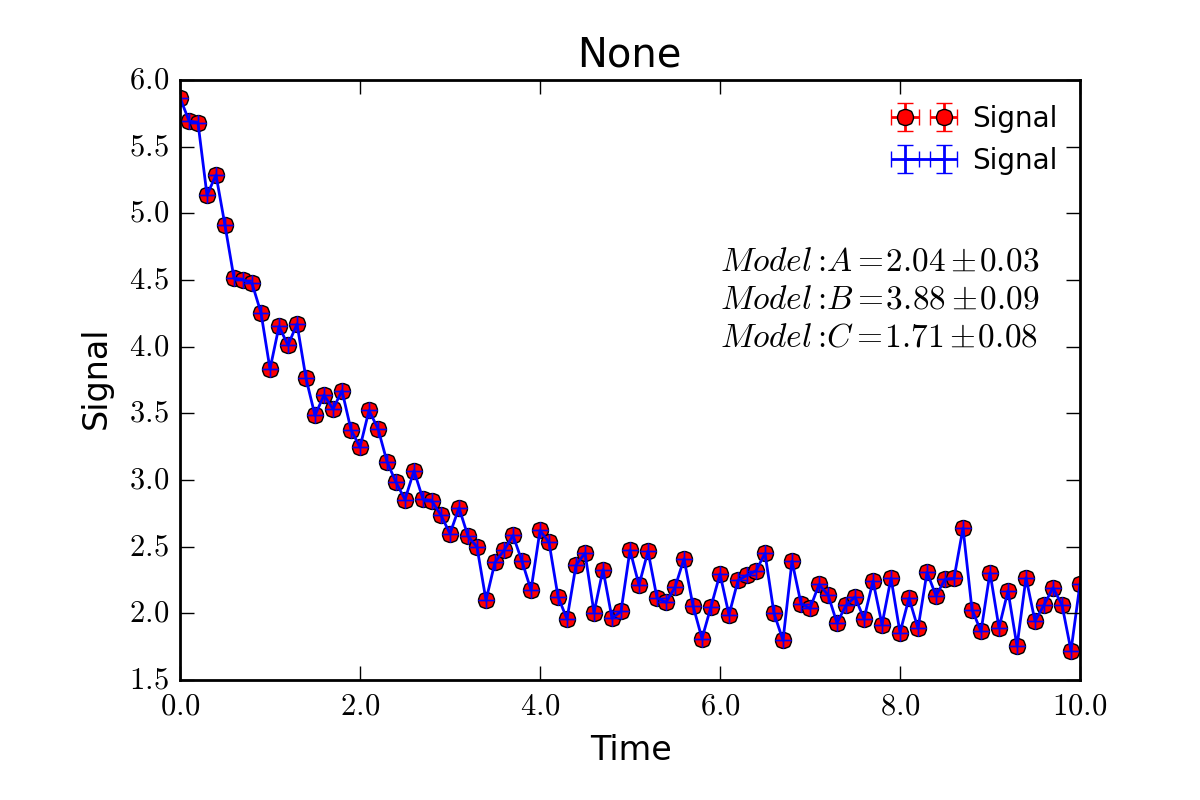 None
6.0
5.5
5.0
4.5
4.0
3.5
3.0
2.5
2.0
1.5
0.0 2.0 4.0 6.0 8.0 10.0
Signal
Time
Signal
Signal
Model:A=2.04±0.03
Model:B=3.88±0.09
Model:C=1.71±0.08